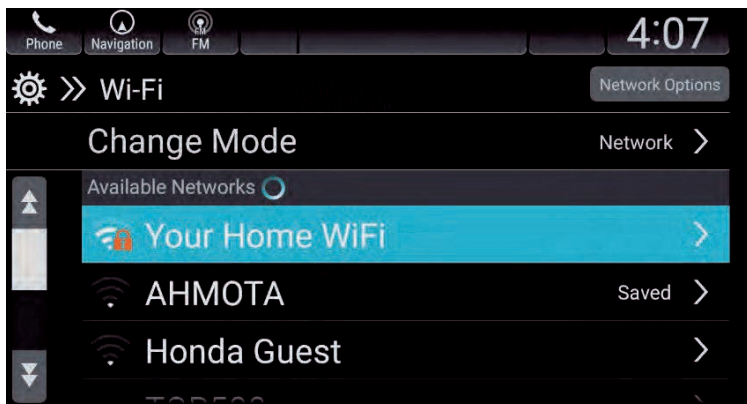 Phone Navigation FM 4:07
Wi-Fi Network Options
Change Mode Network
Available Networks
Your Home WiFi
AHMOTA Saved
Honda Guest